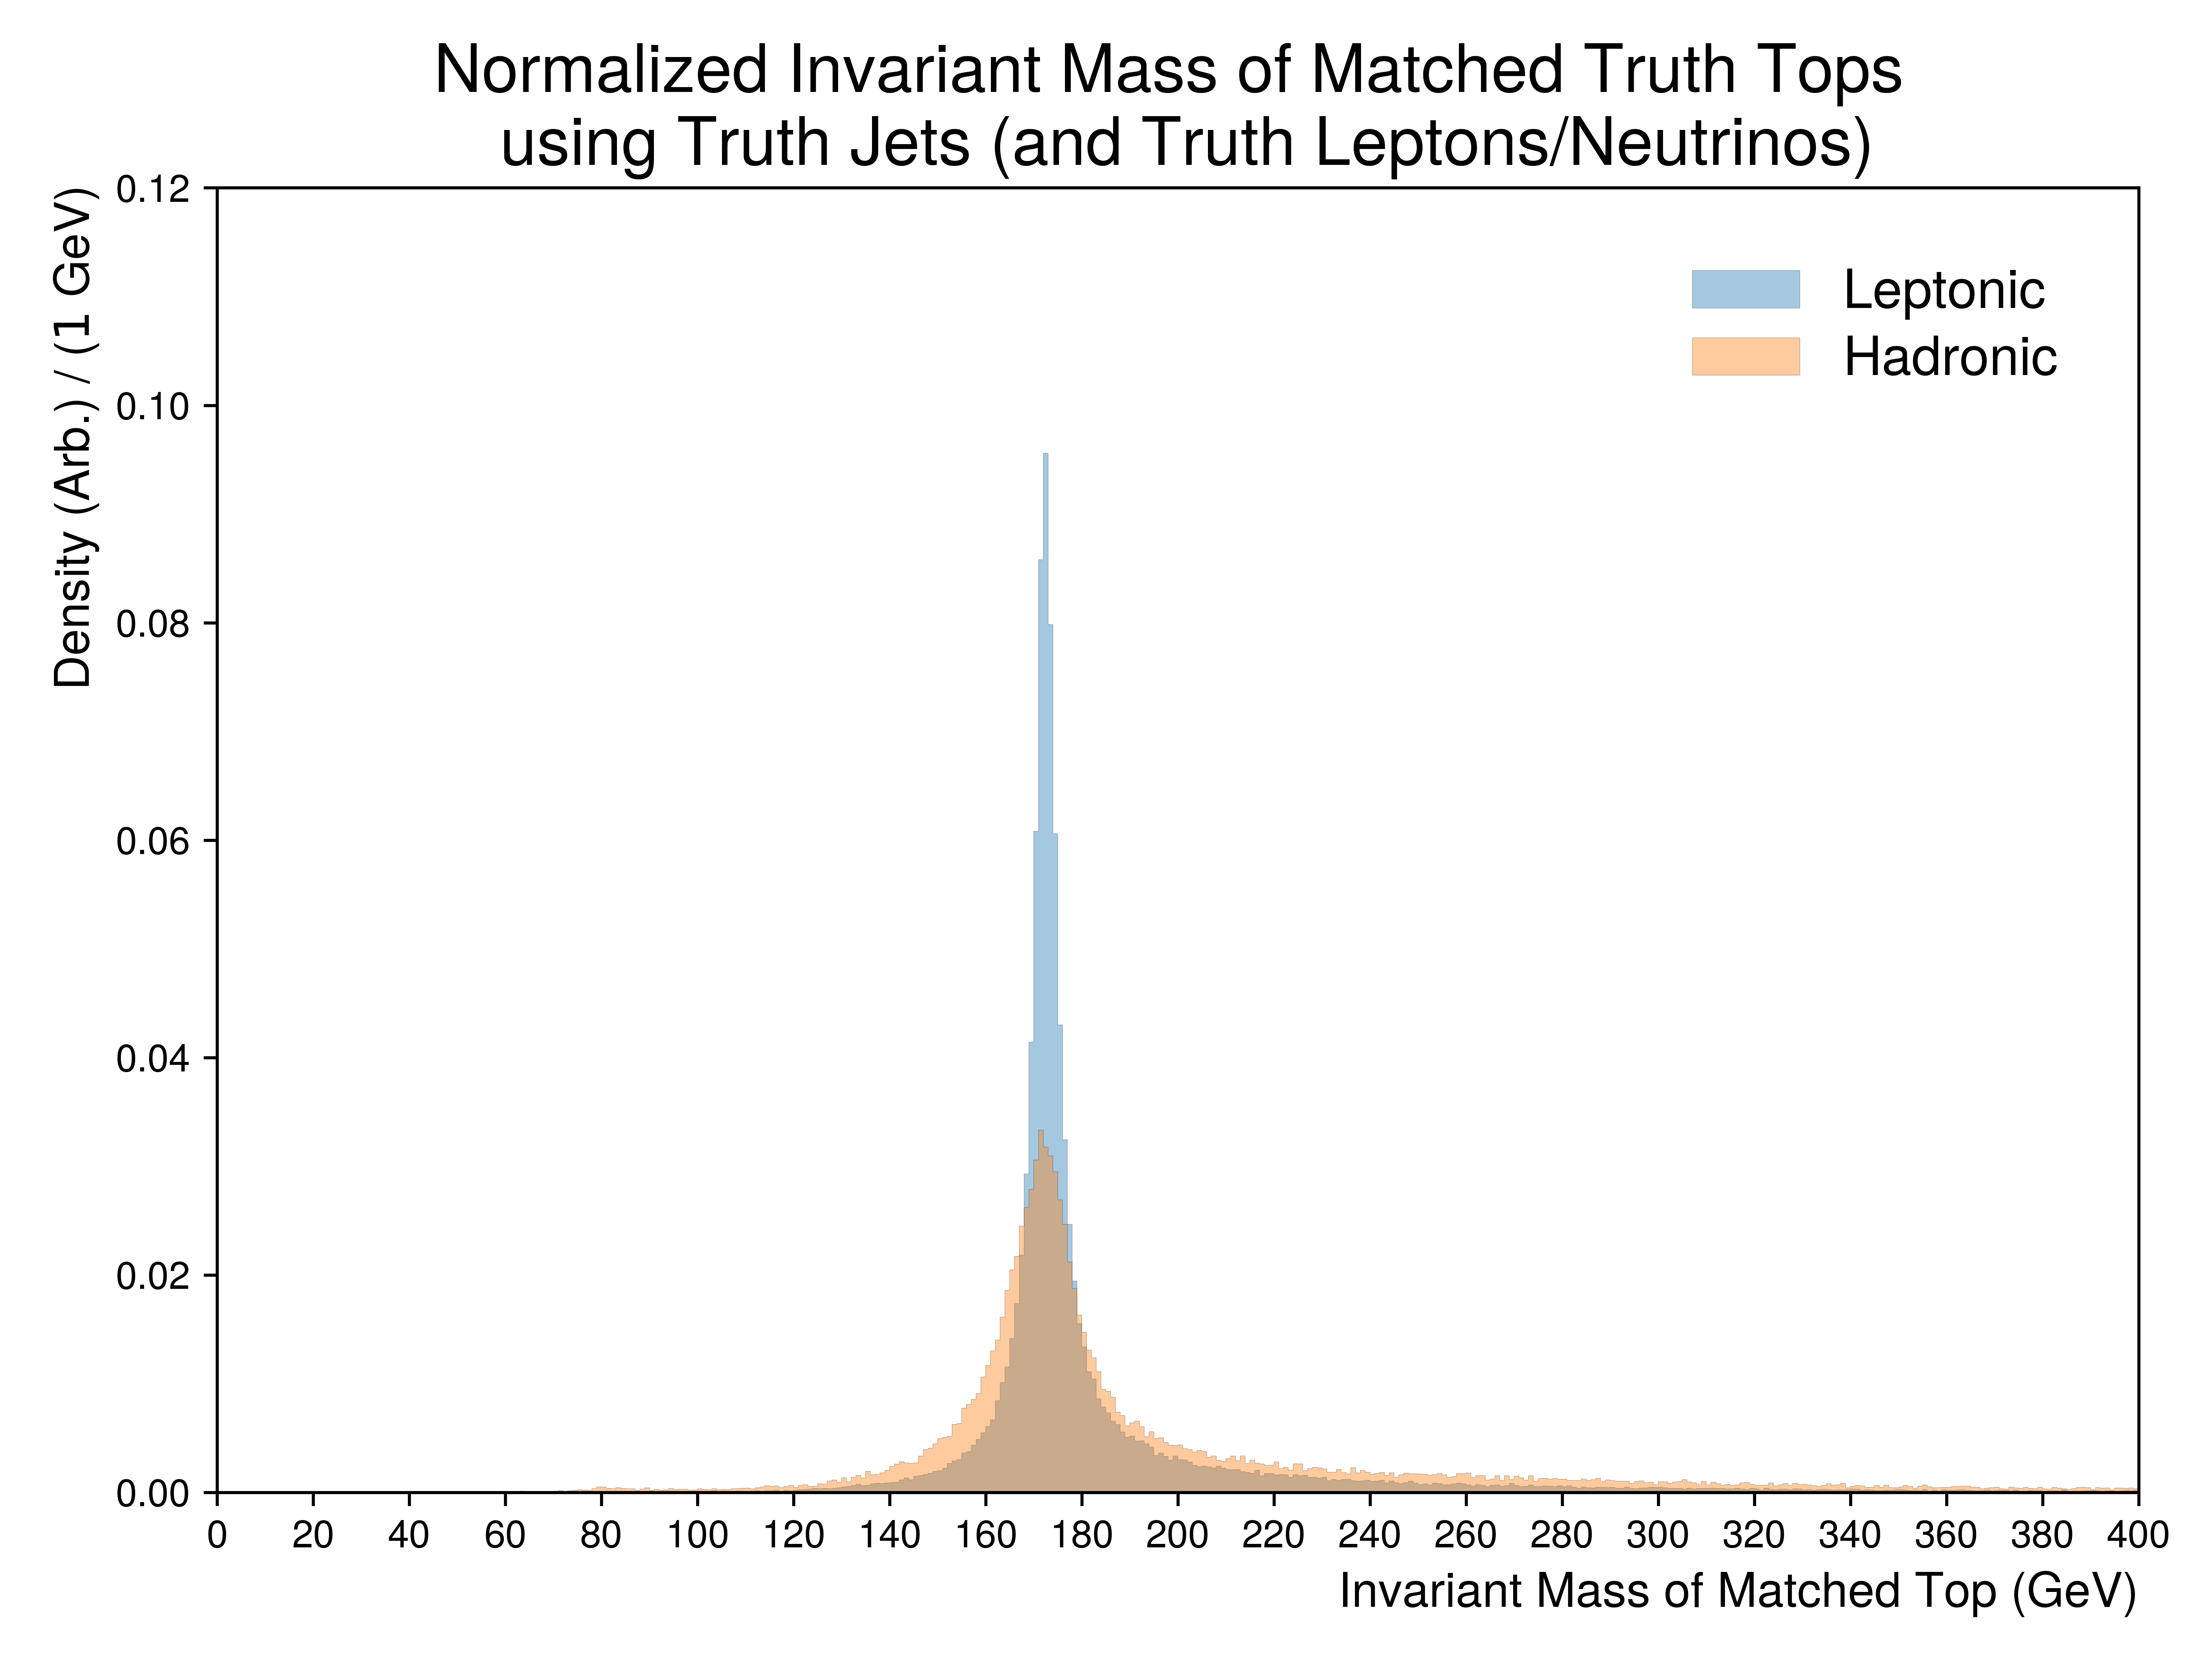 Normalized Invariant Mass of Matched Truth Tops
using Truth Jets (and Truth Leptons/Neutrinos)
Density (Arb.) / (1 GeV)
0.12
0.10
0.08
0.06
0.04
0.02
0.00
Leptonic
Hadronic
0 20 40 60 80 100 120 140 160 180 200 220 240 260 280 300 320 340 360 380 400
Invariant Mass of Matched Top (GeV)